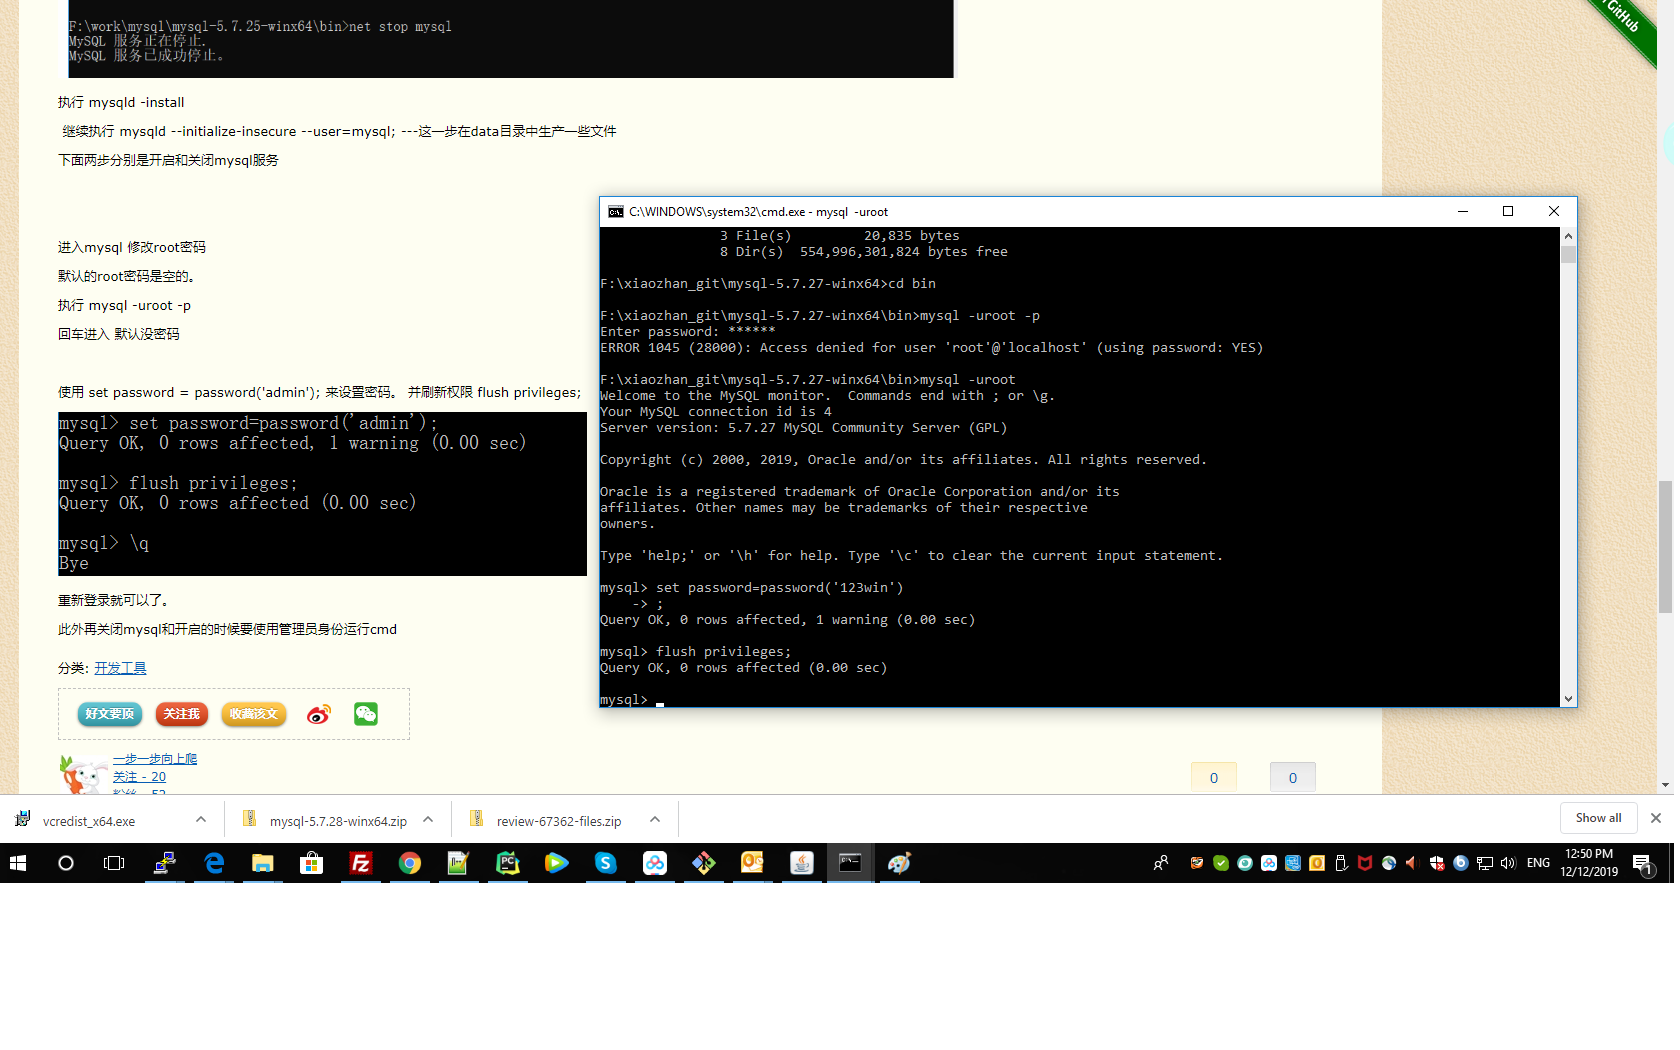 F:\work\mysql\mysql-5.7.25-winx64\bin>net stop mysql
MySQL 服务正在停止.
MySQL 服务已成功停止。
GitHub
执行 mysqld -install
继续执行 mysqld --initialize-insecure --user=mysql; ---这一步在data目录中生产一些文件
下面两步分别是开启和关闭mysql服务
进入mysql 修改root密码
默认的root密码是空的。
执行 mysql -uroot -p
回车进入 默认没密码
使用 set password = password('admin'); 来设置密码。 并刷新权限 flush privileges;
mysql> set password=password('admin');
Query OK, 0 rows affected, 1 warning (0.00 sec)
mysql> flush privileges;
Query OK, 0 rows affected (0.00 sec)
mysql> \q
Bye
重新登录就可以了。
此外再关闭mysql和开启的时候要使用管理员身份运行cmd
分类: 开发工具
好文要顶 关注我 收藏该文
一步一步向上爬
关注 - 20
粉丝 - 52
0 0
C:\WINDOWS\system32\cmd.exe - mysql -uroot
3 File(s) 20,835 bytes
8 Dir(s) 554,996,301,824 bytes free
F:\xiaozhan_git\mysql-5.7.27-winx64>cd bin
F:\xiaozhan_git\mysql-5.7.27-winx64\bin>mysql -uroot -p
Enter password: ******
ERROR 1045 (28000): Access denied for user 'root'@'localhost' (using password: YES)
F:\xiaozhan_git\mysql-5.7.27-winx64\bin>mysql -uroot
Welcome to the MySQL monitor.  Commands end with ; or \g.
Your MySQL connection id is 4
Server version: 5.7.27 MySQL Community Server (GPL)
Copyright (c) 2000, 2019, Oracle and/or its affiliates. All rights reserved.
Oracle is a registered trademark of Oracle Corporation and/or its
affiliates. Other names may be trademarks of their respective
owners.
Type 'help;' or '\h' for help. Type '\c' to clear the current input statement.
mysql> set password=password('123win')
-> ;
Query OK, 0 rows affected, 1 warning (0.00 sec)
mysql> flush privileges;
Query OK, 0 rows affected (0.00 sec)
mysql>
vcredist_x64.exe
mysql-5.7.28-winx64.zip
review-67362-files.zip
Show all
ENG
12:50 PM
12/12/2019
1